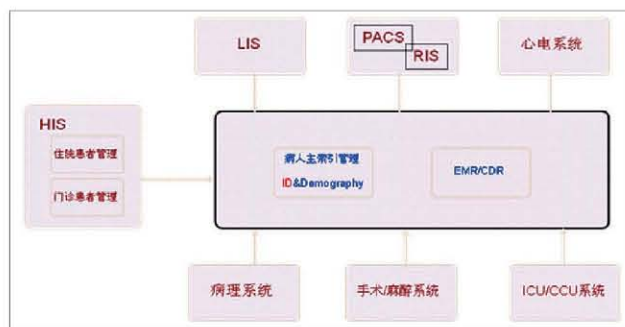 LIS
PACS
RIS
心电系统
HIS
住院患者管理
门诊患者管理
病人主索引管理
ID&Demography
EMR/CDR
病理系统
手术/麻醉系统
ICU/CCU系统